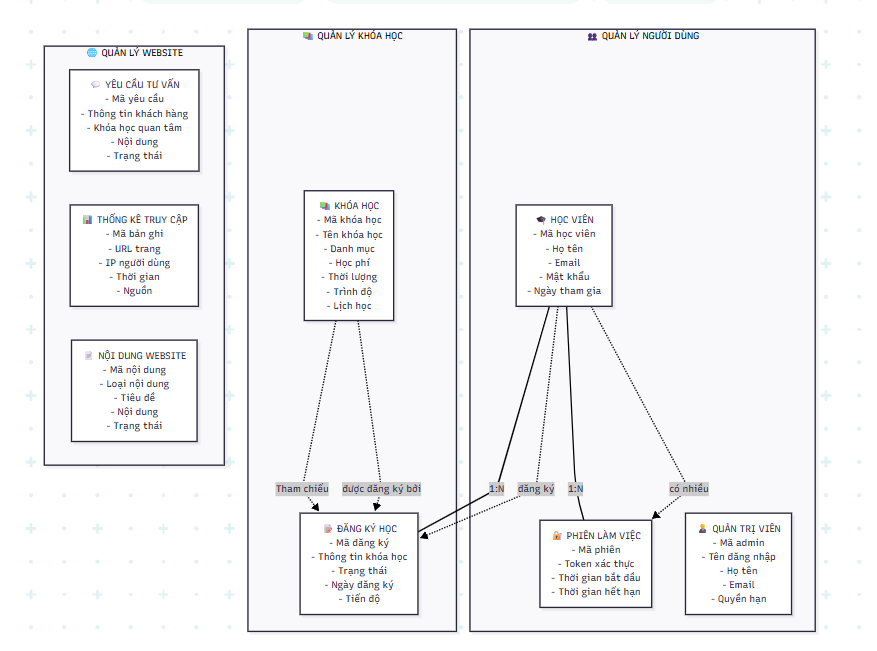 QUẢN LÝ WEBSITE
YÊU CẦU TƯ VẤN
- Mã yêu cầu
- Thông tin khách hàng
- Khóa học quan tâm
- Nội dung
- Trạng thái
THỐNG KÊ TRUY CẬP
- Mã bản ghi
- URL trang
- IP người dùng
- Thời gian
- Nguồn
NỘI DUNG WEBSITE
- Mã nội dung
- Loại nội dung
- Tiêu đề
- Nội dung
- Trạng thái
QUẢN LÝ KHÓA HỌC
KHÓA HỌC
- Mã khóa học
- Tên khóa học
- Danh mục
- Học phí
- Thời lượng
- Trình độ
- Lịch học
Tham chiếu
được đăng ký bởi
ĐĂNG KÝ HỌC
- Mã đăng ký
- Thông tin khóa học
- Trạng thái
- Ngày đăng ký
- Tiến độ
QUẢN LÝ NGƯỜI DÙNG
HỌC VIÊN
- Mã học viên
- Họ tên
- Email
- Mật khẩu
- Ngày tham gia
1:N
đăng ký
1:N
có nhiều
PHIÊN LÀM VIỆC
- Mã phiên
- Token xác thực
- Thời gian bắt đầu
- Thời gian hết hạn
QUẢN TRỊ VIÊN
- Mã admin
- Tên đăng nhập
- Họ tên
- Email
- Quyền hạn